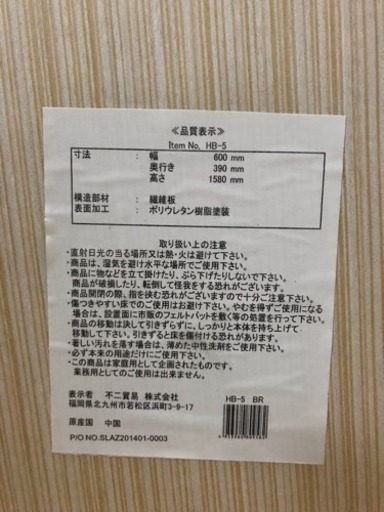 ≪品質表示≫
Item No, HB-5
寸法 : 幅 600 mm
奥行き 390 mm
高さ 1580 mm
構造部材 : 繊維板
表面加工 : ポリウレタン樹脂塗装
取り扱い上の注意
・直射日光の当る場所又は熱・火は避けて下さい。
・商品は、湿気を避け水平な場所でご使用下さい。
・商品に物などを立て掛けたり、ぶら下げたりしないで下さい。
商品が破損したり、転倒して怪我をする恐れがございます。
・商品開閉の際、指を挟む恐れがございますので十分ご注意下さい。
・傷つきやすい床でのご使用はお避け下さい。やむを得ずご使用になる
場合は、設置面に市販のフェルトパット敷く等の処置を行って下さい。
・商品の移動は決して引きずらずに、しっかりと本体を持ち上げて
移動して下さい。引きずると床を傷付ける恐れがあります。
・著しい汚れを落す場合は、薄めた中性洗剤をご使用下さい。
・必ず本来の用途だけにご使用下さい。
・この商品は家庭用として企画されたものです。
業務用としてのご使用は出来ません。
表示者 不二貿易 株式会社
福岡県北九州市若松区浜町3-9-17
HB-5 BR
原産国 中国
P/O NO.SLAZ201401-0003